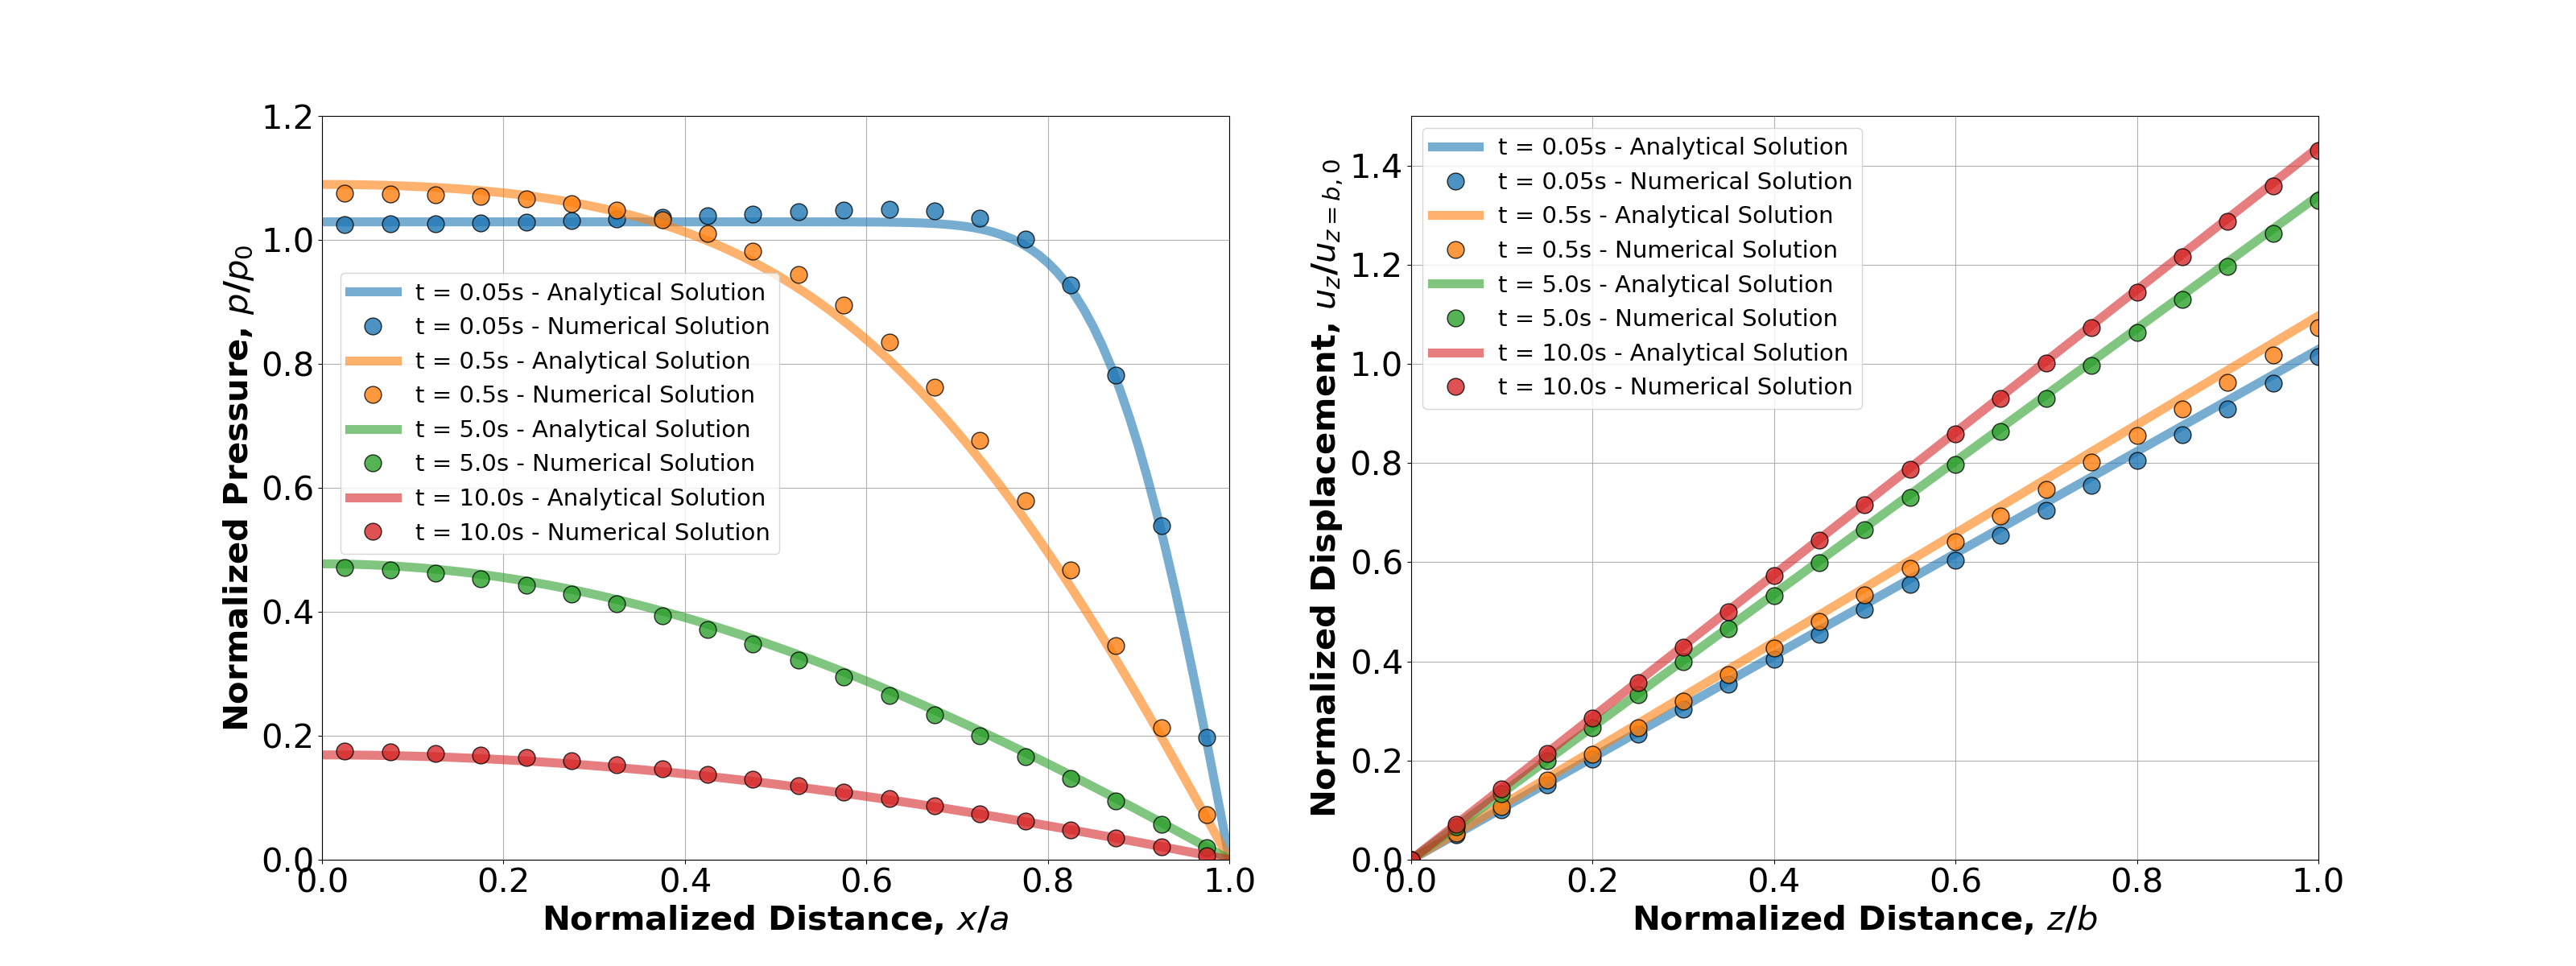 1.2
1.0
0.8
0.6
0.4
0.2
0.0
Normalized Pressure, p/p0
t = 0.05s - Analytical Solution
t = 0.05s - Numerical Solution
t = 0.5s - Analytical Solution
t = 0.5s - Numerical Solution
t = 5.0s - Analytical Solution
t = 5.0s - Numerical Solution
t = 10.0s - Analytical Solution
t = 10.0s - Numerical Solution
0.0 0.2 0.4 0.6 0.8 1.0
Normalized Distance, x/a
1.4
1.2
1.0
0.8
0.6
0.4
0.2
0.0
Normalized Displacement, uz/uz=b,0
t = 0.05s - Analytical Solution
t = 0.05s - Numerical Solution
t = 0.5s - Analytical Solution
t = 0.5s - Numerical Solution
t = 5.0s - Analytical Solution
t = 5.0s - Numerical Solution
t = 10.0s - Analytical Solution
t = 10.0s - Numerical Solution
0.0 0.2 0.4 0.6 0.8 1.0
Normalized Distance, z/b